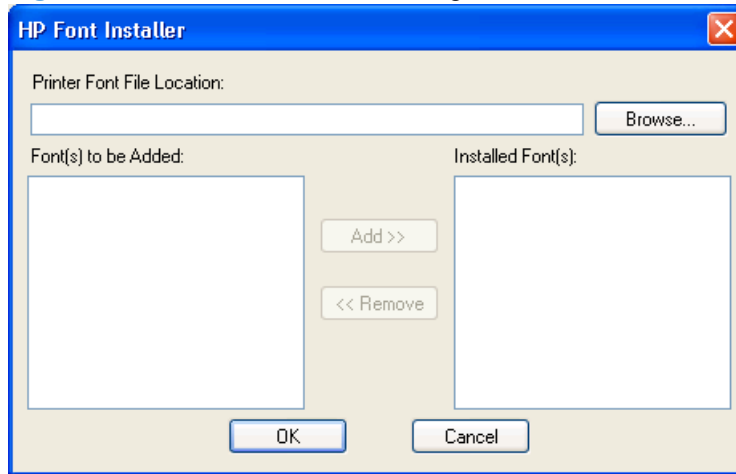 HP Font Installer
Printer Font File Location:
Browse...
Font(s) to be Added:
Installed Font(s):
Add >>
<< Remove
OK
Cancel